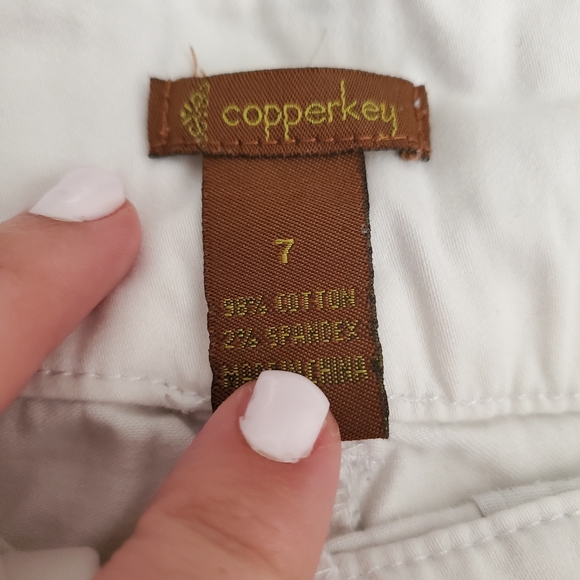 copperkey
7
98% COTTON
2% SPANDEX
MADE IN CHINA